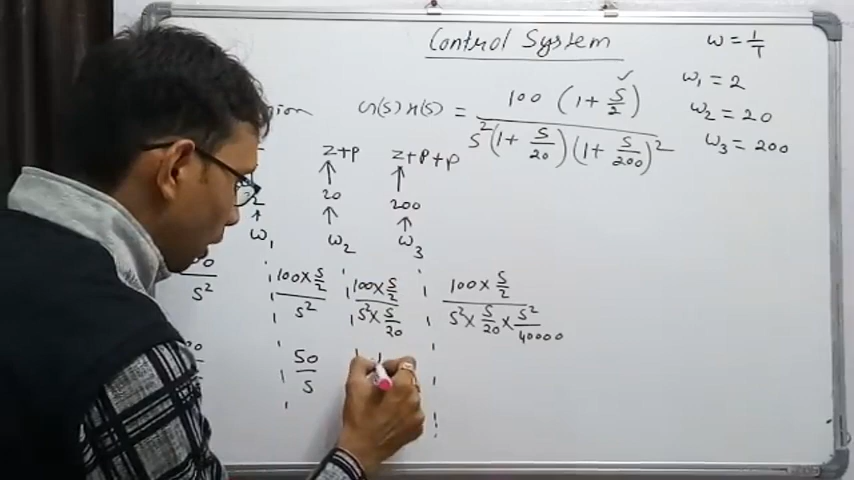 Control System
ω = 1/T
G(s) H(s) = 100 (1 + s/2) / s² (1 + s/20) (1 + s/200)²
ω₁ = 2
ω₂ = 20
ω₃ = 200
z+p z+p+p
↑ ↑
2 20 200
↑ ↑ ↑
ω₁ ω₂ ω₃
s² 100×s/2 / s² 100×s/2 / s²×s/20 100×s/2 / s²×s/20×s²/40000
50/s